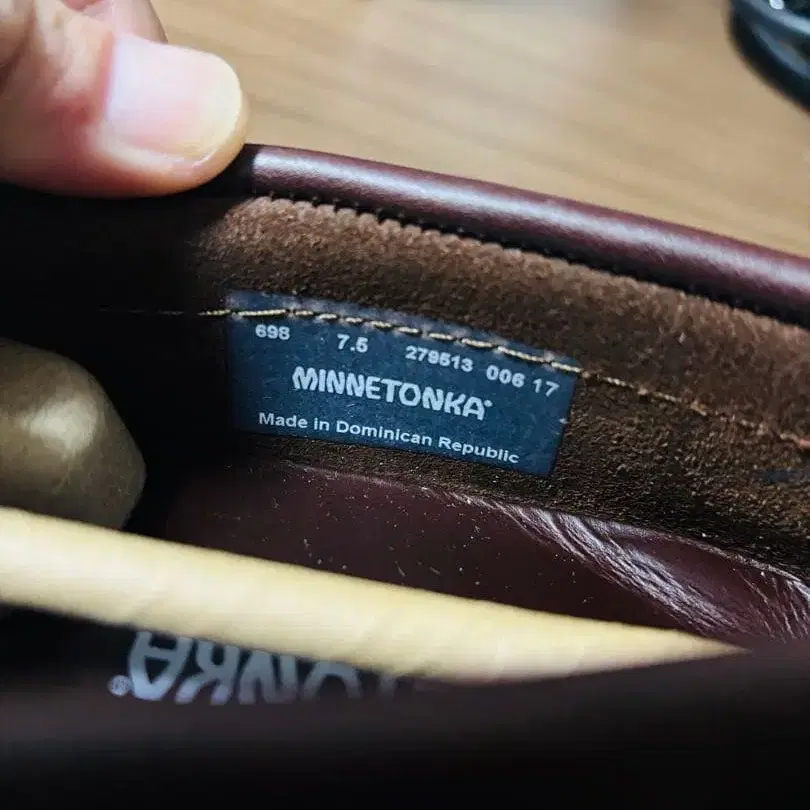 698 7.5 279513 006 17
MINNETONKA
Made in Dominican Republic